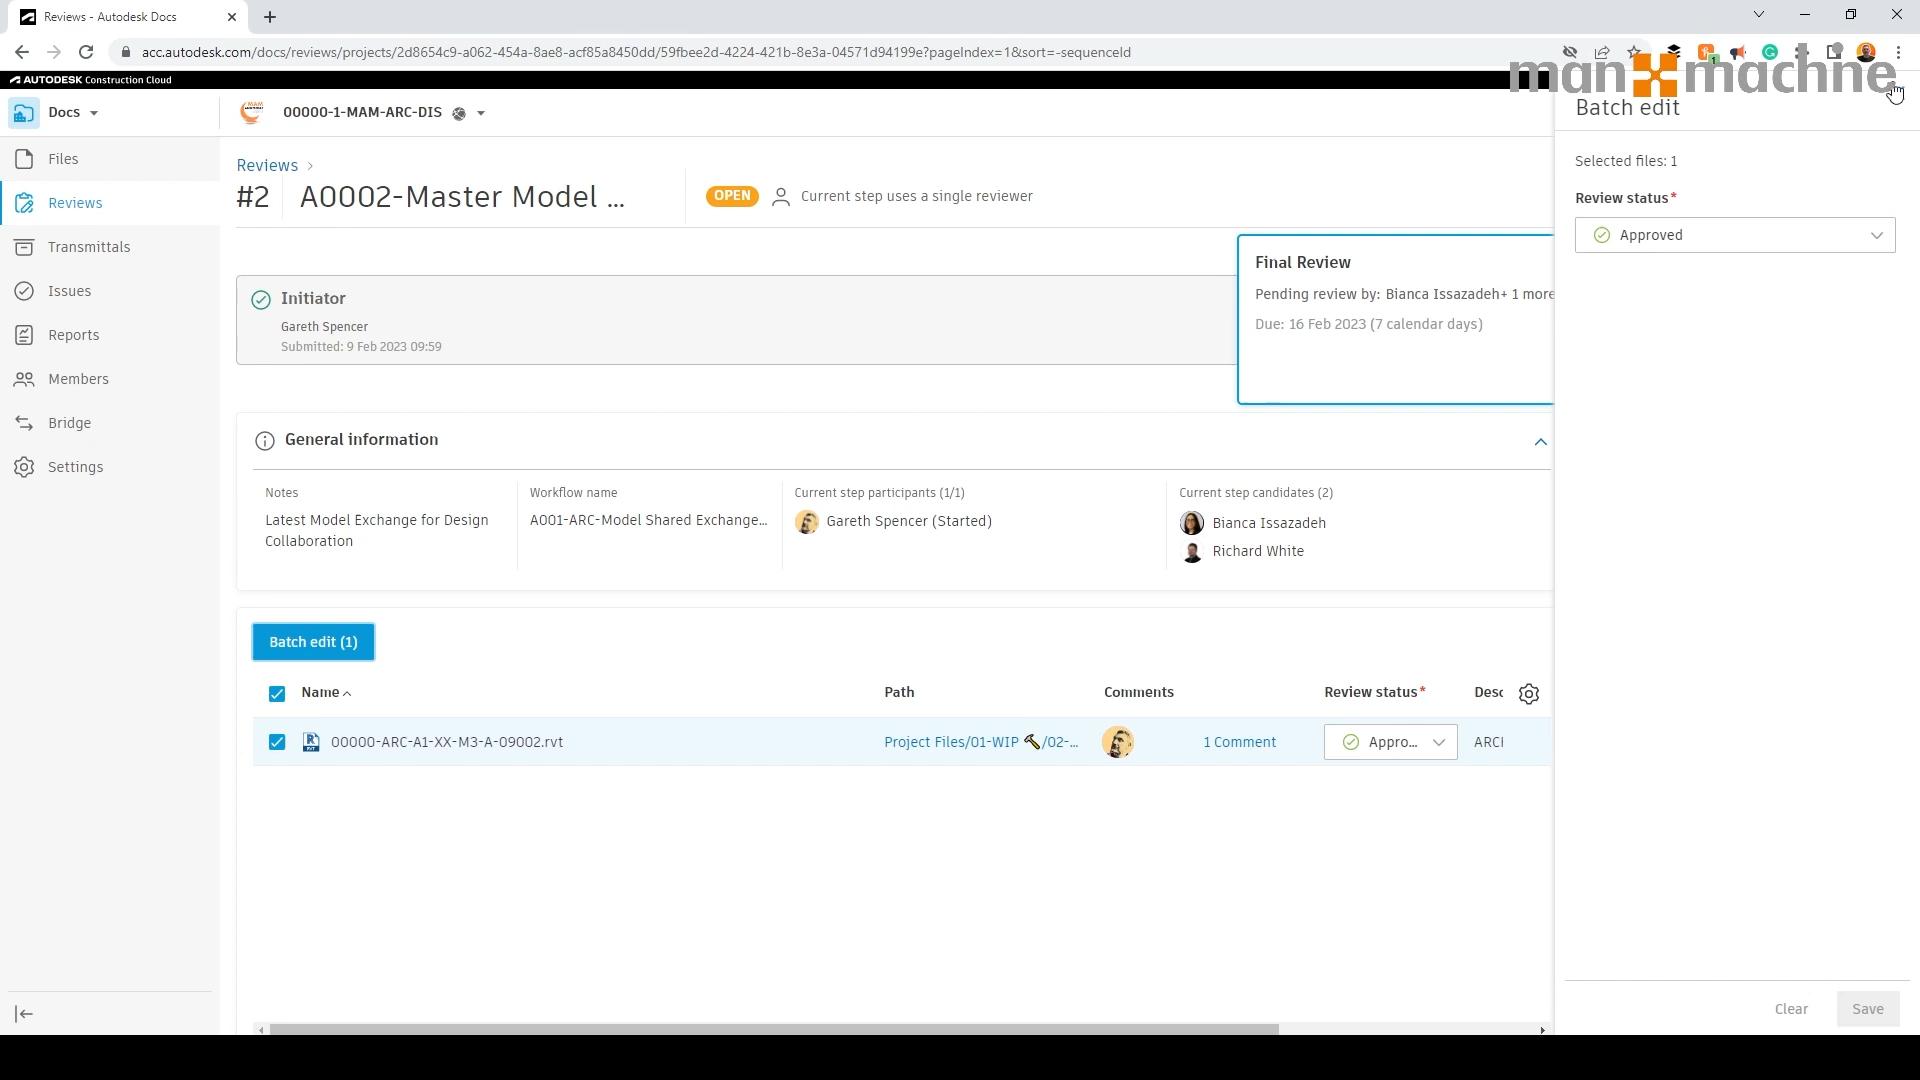 Reviews - Autodesk Docs
acc.autodesk.com/docs/reviews/projects/2d8654c9-a062-454a-8ae8-acf85a8450dd/59fbee2d-4224-421b-8e3a-04571d94199e?pageIndex=1&sort=-sequenceId
1
AUTODESK Construction Cloud
man machine
Docs
00000-1-MAM-ARC-DIS
Batch edit
Files
Reviews
Transmittals
Issues
Reports
Members
Bridge
Settings
Reviews >
#2 A0002-Master Model ...
OPEN
Current step uses a single reviewer
Initiator
Gareth Spencer
Submitted: 9 Feb 2023 09:59
Final Review
Pending review by: Bianca Issazadeh+ 1 more
Due: 16 Feb 2023 (7 calendar days)
General information
Notes
Latest Model Exchange for Design
Collaboration
Workflow name
A001-ARC-Model Shared Exchange...
Current step participants (1/1)
Gareth Spencer (Started)
Current step candidates (2)
Bianca Issazadeh
Richard White
Batch edit (1)
Name Path Comments Review status* Desc
00000-ARC-A1-XX-M3-A-09002.rvt Project Files/01-WIP 🔨/02-... 1 Comment Appro... ARCI
Selected files: 1
Review status*
Approved
Clear
Save